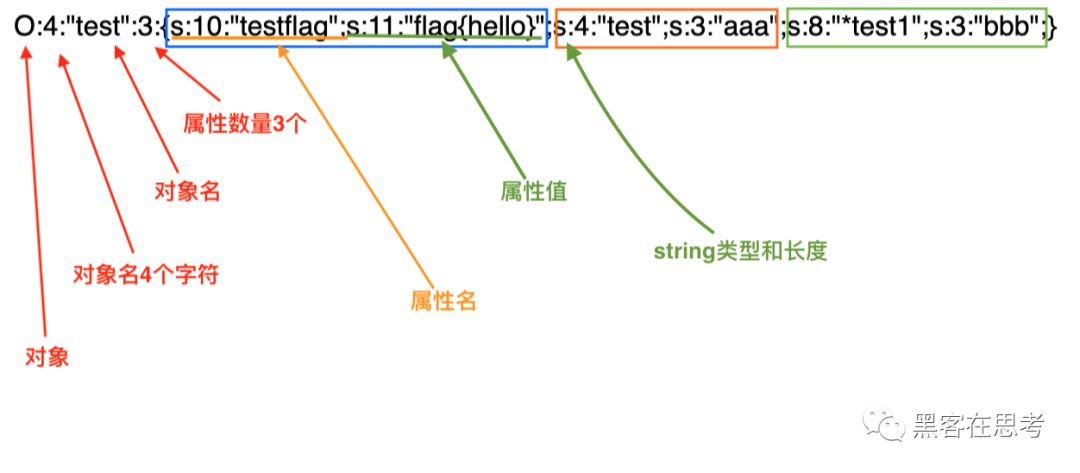 O:4:"test":3:{s:10:"testflag";s:11:"flag{hello}";s:4:"test";s:3:"aaa";s:8:"*test1";s:3:"bbb";}
属性数量3个
对象名
属性值
string类型和长度
对象名4个字符
属性名
对象
黑客在思考